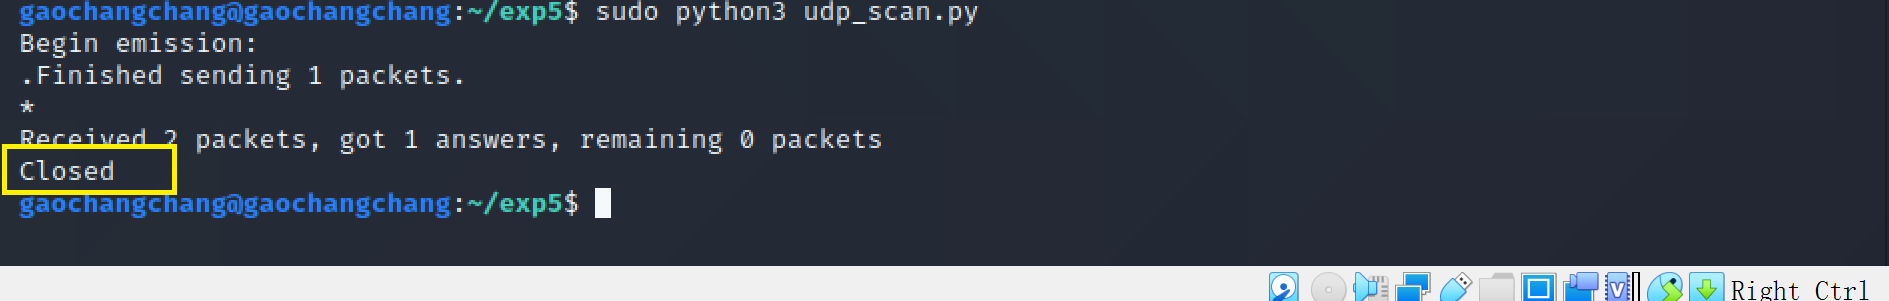 gaochangchang@gaochangchang:~/exp5$ sudo python3 udp_scan.py
Begin emission:
.Finished sending 1 packets.
*
Received 2 packets, got 1 answers, remaining 0 packets
Closed
gaochangchang@gaochangchang:~/exp5$
V
Right Ctrl